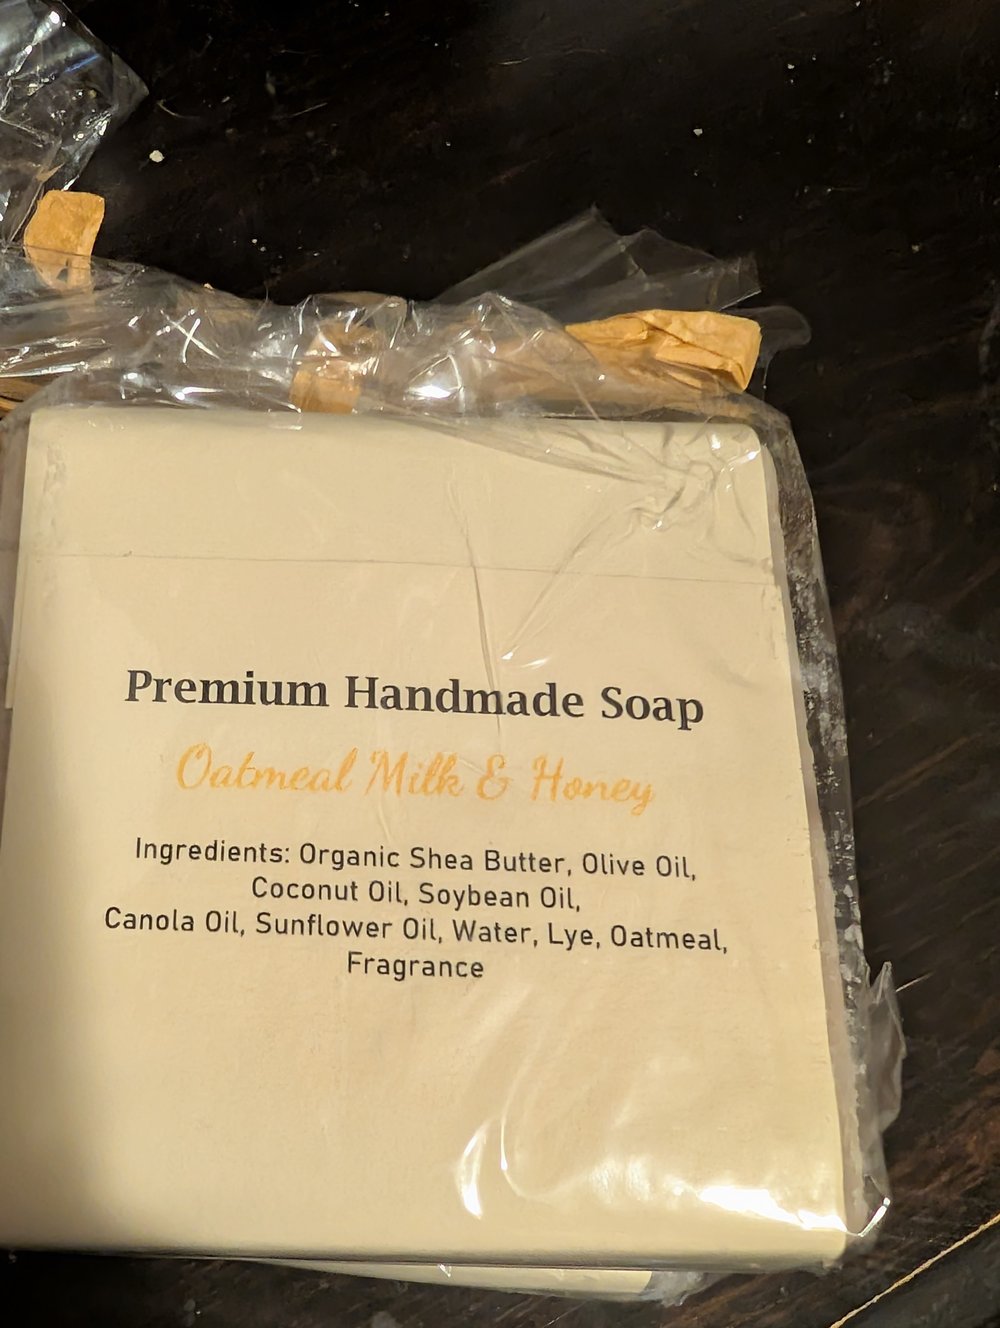 Premium Handmade Soap
Oatmeal Milk & Honey
Ingredients: Organic Shea Butter, Olive Oil,
Coconut Oil, Soybean Oil,
Canola Oil, Sunflower Oil, Water, Lye, Oatmeal,
Fragrance